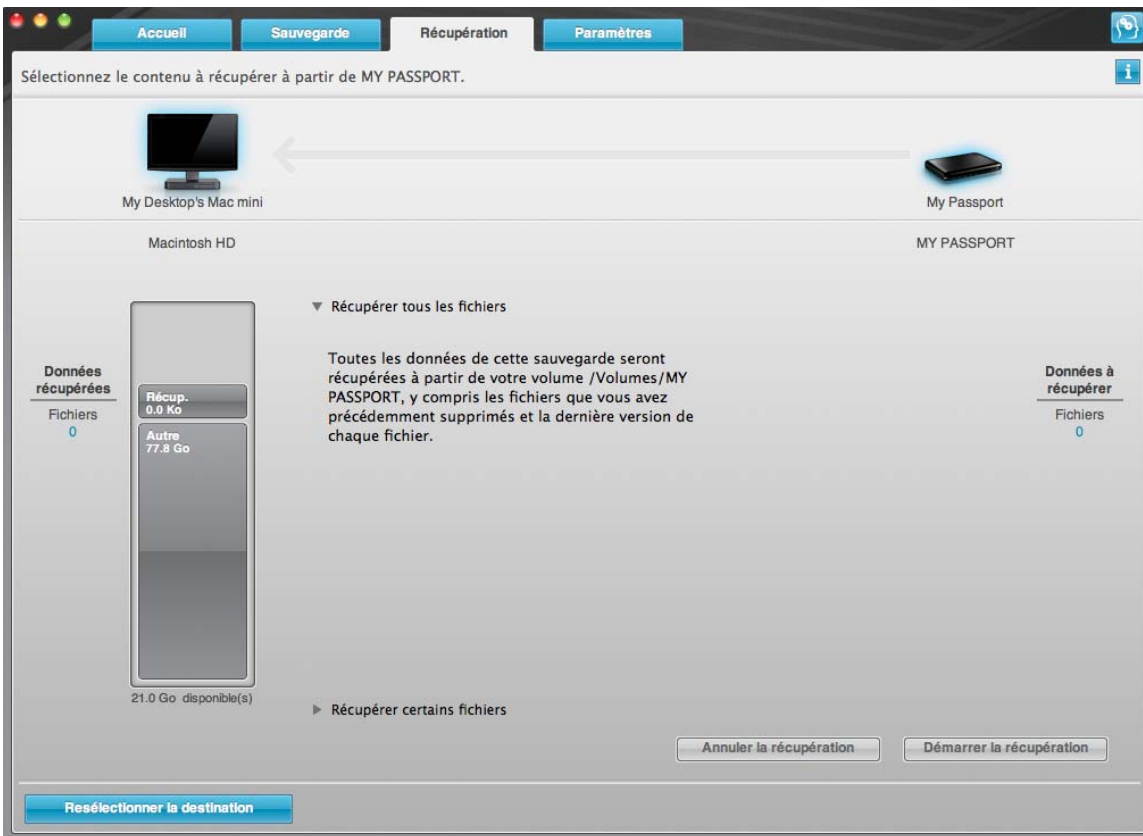 Accueil
Sauvegarde
Récupération
Paramètres
Sélectionnez le contenu à récupérer à partir de MY PASSPORT.
i
My Desktop's Mac mini
My Passport
Macintosh HD
MY PASSPORT
Données
récupérées
Fichiers
0
Récup.
0.0 Ko
Autre
77.8 Go
21.0 Go disponible(s)
Récupérer tous les fichiers
Toutes les données de cette sauvegarde seront
récupérées à partir de votre volume /Volumes/MY
PASSPORT, y compris les fichiers que vous avez
précédemment supprimés et la dernière version de
chaque fichier.
Données à
récupérer
Fichiers
0
Récupérer certains fichiers
Annuler la récupération
Démarrer la récupération
Resélectionner la destination